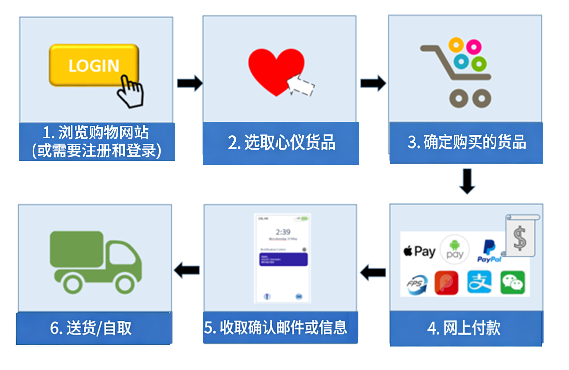 LOGIN
1. 浏览购物网站
(或需要注册和登录)
2. 选取心仪货品
3. 确定购买的货品
Pay
pay
PayPal
$
FPS
P
支
4. 网上付款
2:39
5. 收取确认邮件或信息
6. 送货/自取